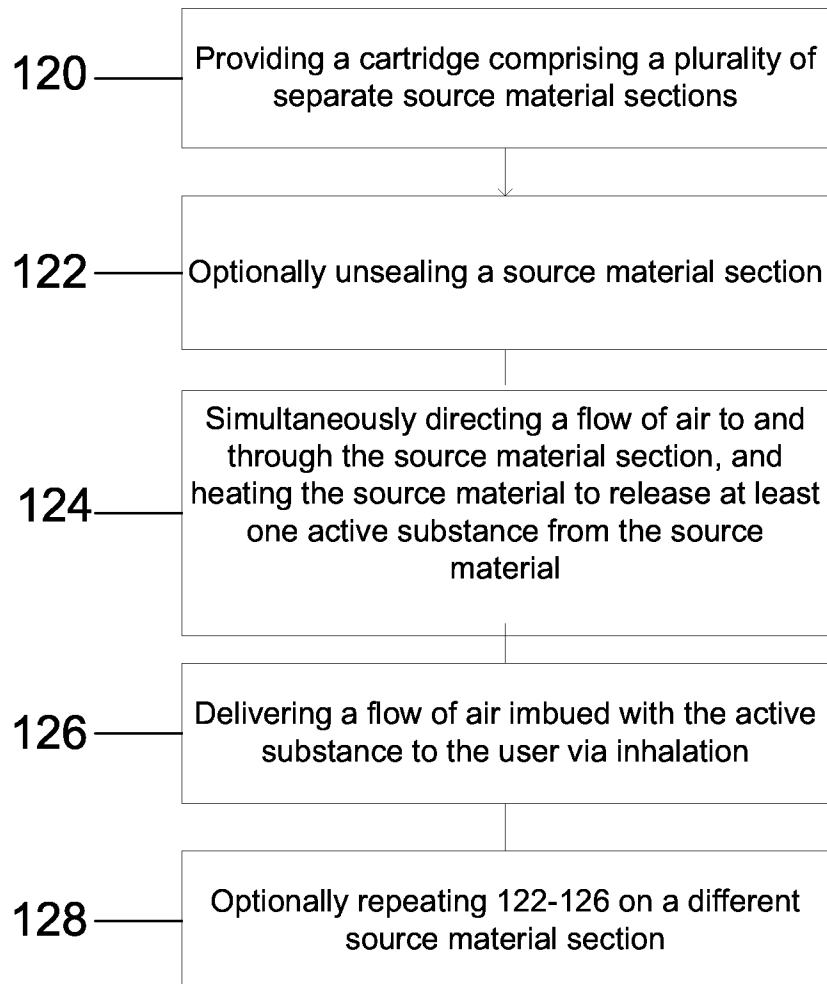 120
Providing a cartridge comprising a plurality of
separate source material sections
122
Optionally unsealing a source material section
124
Simultaneously directing a flow of air to and
through the source material section, and
heating the source material to release at least
one active substance from the source
material
126
Delivering a flow of air imbued with the active
substance to the user via inhalation
128
Optionally repeating 122-126 on a different
source material section